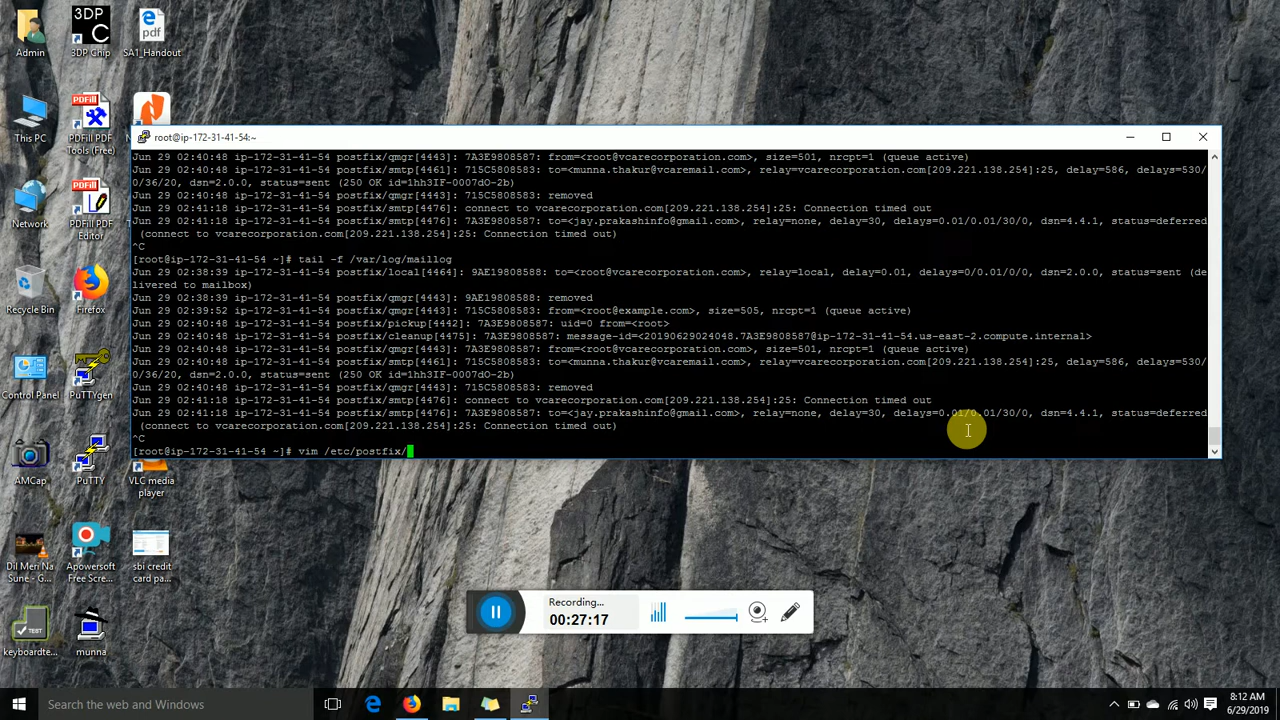 Admin
3DP Chip
SA1_Handout
This PC
PDFill PDF Tools (Free)
Network
PDFill PDF Editor
Recycle Bin
Firefox
Control Panel
PuTTYgen
AMCap
PuTTY
VLC media player
Dil Meri Na Sune - G...
Apowersoft Free Scre...
sbi credit card pa...
keyboardte...
munna
root@ip-172-31-41-54:~
Jun 29 02:40:48 ip-172-31-41-54 postfix/qmgr[4443]: 7A3E9808587: from=<root@vcarecorporation.com>, size=501, nrcpt=1 (queue active)
Jun 29 02:40:48 ip-172-31-41-54 postfix/smtp[4461]: 715C5808583: to=<munna.thakur@vcaremail.com>, relay=vcarecorporation.com[209.221.138.254]:25, delay=586, delays=530/
0/36/20, dsn=2.0.0, status=sent (250 OK id=1hh3IF-0007dO-2b)
Jun 29 02:40:48 ip-172-31-41-54 postfix/qmgr[4443]: 715C5808583: removed
Jun 29 02:41:18 ip-172-31-41-54 postfix/smtp[4476]: connect to vcarecorporation.com[209.221.138.254]:25: Connection timed out
Jun 29 02:41:18 ip-172-31-41-54 postfix/smtp[4476]: 7A3E9808587: to=<jay.prakashinfo@gmail.com>, relay=none, delay=30, delays=0.01/0.01/30/0, dsn=4.4.1, status=deferred
(connect to vcarecorporation.com[209.221.138.254]:25: Connection timed out)
^C
[root@ip-172-31-41-54 ~]# tail -f /var/log/maillog
Jun 29 02:38:39 ip-172-31-41-54 postfix/local[4464]: 9AE19808588: to=<root@vcarecorporation.com>, relay=local, delay=0.01, delays=0/0.01/0/0, dsn=2.0.0, status=sent (de
livered to mailbox)
Jun 29 02:38:39 ip-172-31-41-54 postfix/qmgr[4443]: 9AE19808588: removed
Jun 29 02:39:52 ip-172-31-41-54 postfix/qmgr[4443]: 715C5808583: from=<root@example.com>, size=505, nrcpt=1 (queue active)
Jun 29 02:40:48 ip-172-31-41-54 postfix/pickup[4442]: 7A3E9808587: uid=0 from=<root>
Jun 29 02:40:48 ip-172-31-41-54 postfix/cleanup[4475]: 7A3E9808587: message-id=<20190629024048.7A3E9808587@ip-172-31-41-54.us-east-2.compute.internal>
Jun 29 02:40:48 ip-172-31-41-54 postfix/qmgr[4443]: 7A3E9808587: from=<root@vcarecorporation.com>, size=501, nrcpt=1 (queue active)
Jun 29 02:40:48 ip-172-31-41-54 postfix/smtp[4461]: 715C5808583: to=<munna.thakur@vcaremail.com>, relay=vcarecorporation.com[209.221.138.254]:25, delay=586, delays=530/
0/36/20, dsn=2.0.0, status=sent (250 OK id=1hh3IF-0007dO-2b)
Jun 29 02:40:48 ip-172-31-41-54 postfix/qmgr[4443]: 715C5808583: removed
Jun 29 02:41:18 ip-172-31-41-54 postfix/smtp[4476]: connect to vcarecorporation.com[209.221.138.254]:25: Connection timed out
Jun 29 02:41:18 ip-172-31-41-54 postfix/smtp[4476]: 7A3E9808587: to=<jay.prakashinfo@gmail.com>, relay=none, delay=30, delays=0.01/0.01/30/0, dsn=4.4.1, status=deferred
(connect to vcarecorporation.com[209.221.138.254]:25: Connection timed out)
^C
[root@ip-172-31-41-54 ~]# vim /etc/postfix/
Recording...
00:27:17
Search the web and Windows
8:12 AM
6/29/2019